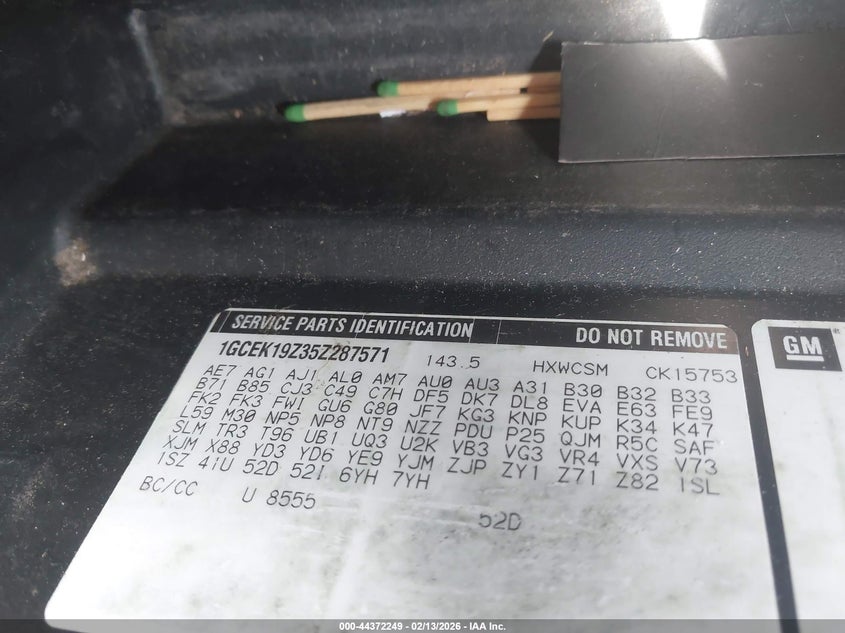 SERVICE PARTS IDENTIFICATION DO NOT REMOVE
1GCEK19Z35Z287571 143.5 HXWCSM CK15753
AE7 AG1 AJ1 AL0 AM7 AU0 AU3 A31 B30 B32 B33
B71 B85 CJ3 C49 C7H DF5 DK7 DL8 EVA E63 FE9
FK2 FK3 FWI GU6 G80 JF7 KG3 KNP KUP K34 K47
L59 M30 NP5 NP8 NT9 NZZ PDU P25 QJM R5C SAF
SLM TR3 T96 UB1 UQ3 U2K VB3 VG3 VR4 VXS V73
XJM X88 YD3 YD6 YE9 YJM ZJP ZY1 Z71 Z82 1SL
1SZ 41U 52D 52I 6YH 7YH
BC/CC U 8555 52D
GM
000-44372249 - 02/13/2026 - IAA Inc.